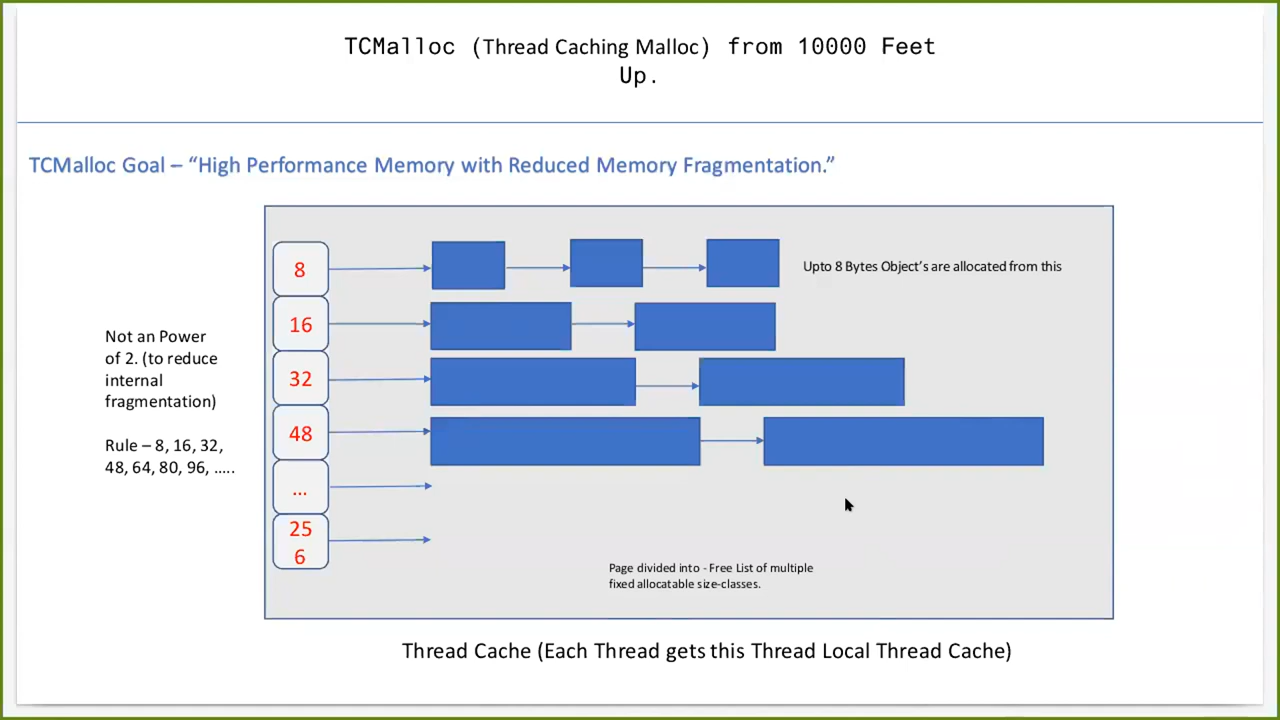 TCMalloc (Thread Caching Malloc) from 10000 Feet
Up.
TCMalloc Goal – “High Performance Memory with Reduced Memory Fragmentation.”
8
Upto 8 Bytes Object’s are allocated from this
16
32
48
...
25
6
Not an Power
of 2. (to reduce
internal
fragmentation)
Rule – 8, 16, 32,
48, 64, 80, 96, .....
Page divided into - Free List of multiple
fixed allocatable size-classes.
Thread Cache (Each Thread gets this Thread Local Thread Cache)